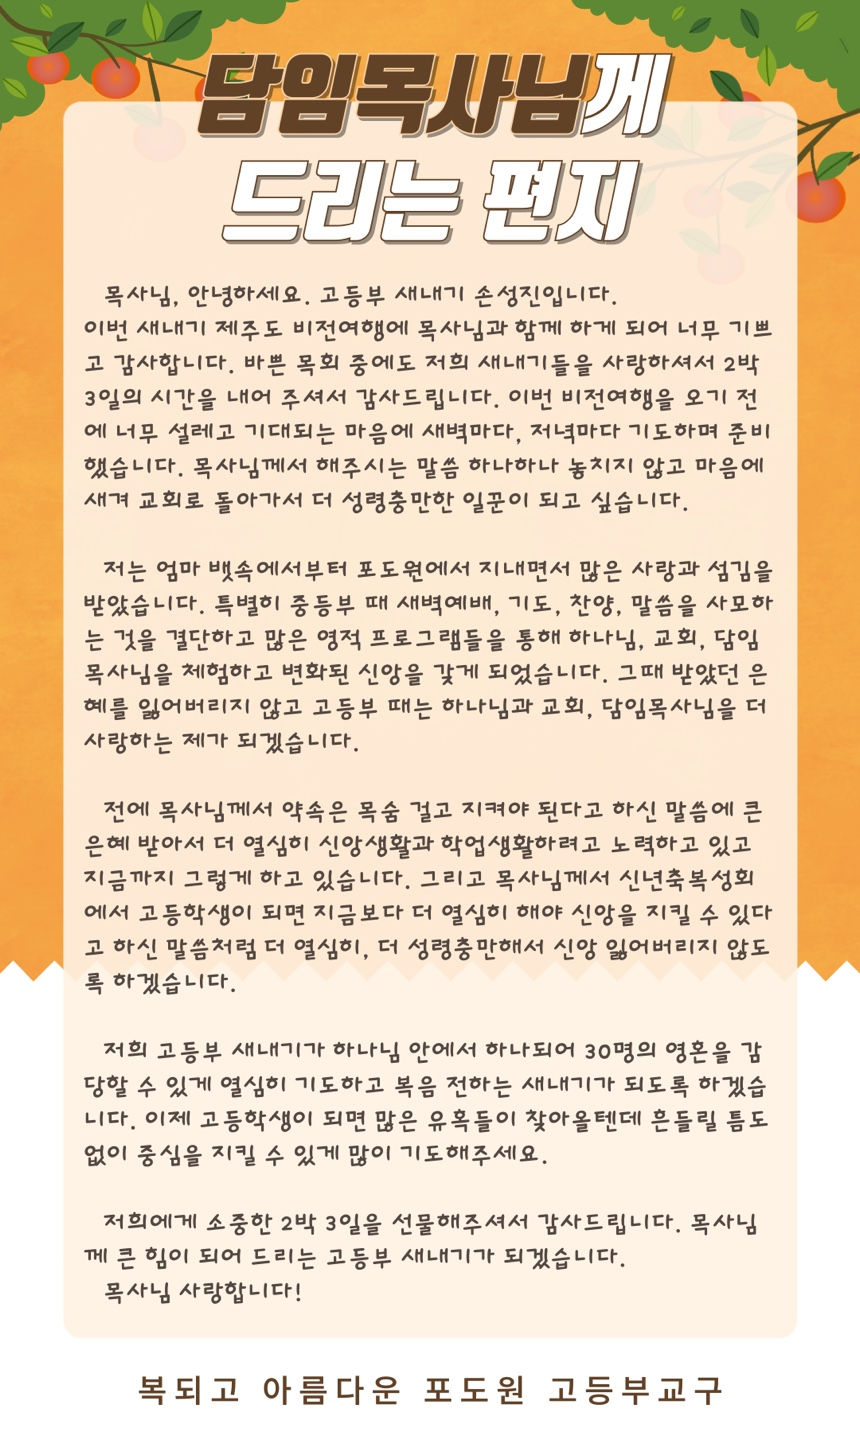 담임목사님께
드리는 편지
목사님, 안녕하세요. 고등부 새내기 손성진입니다.
이번 새내기 제주도 비전여행에 목사님과 함께 하게 되어 너무 기쁘
고 감사합니다. 바쁜 목회 중에도 저희 새내기들을 사랑하셔서 2박
3일의 시간을 내어 주셔서 감사드립니다. 이번 비전여행을 오기 전
에 너무 설레고 기대되는 마음에 새벽마다, 저녁마다 기도하며 준비
했습니다. 목사님께서 해주시는 말씀 하나하나 놓치지 않고 마음에
새겨 교회로 돌아가서 더 성령충만한 일꾼이 되고 싶습니다.
저는 엄마 뱃속에서부터 포도원에서 지내면서 많은 사랑과 섬김을
받았습니다. 특별히 중등부 때 새벽예배, 기도, 찬양, 말씀을 사모하
는 것을 결단하고 많은 영적 프로그램들을 통해 하나님, 교회, 담임
목사님을 체험하고 변화된 신앙을 갖게 되었습니다. 그때 받았던 은
혜를 잃어버리지 않고 고등부 때는 하나님과 교회, 담임목사님을 더
사랑하는 제가 되겠습니다.
전에 목사님께서 약속은 목숨 걸고 지켜야 된다고 하신 말씀에 큰
은혜 받아서 더 열심히 신앙생활과 학업생활하려고 노력하고 있고
지금까지 그렇게 하고 있습니다. 그리고 목사님께서 신년축복성회
에서 고등학생이 되면 지금보다 더 열심히 해야 신앙을 지킬 수 있다
고 하신 말씀처럼 더 열심히, 더 성령충만해서 신앙 잃어버리지 않도
록 하겠습니다.
저희 고등부 새내기가 하나님 안에서 하나되어 30명의 영혼을 감
당할 수 있게 열심히 기도하고 복음 전하는 새내기가 되도록 하겠습
니다. 이제 고등학생이 되면 많은 유혹들이 찾아올텐데 흔들릴 틈도
없이 중심을 지킬 수 있게 많이 기도해주세요.
저희에게 소중한 2박 3일을 선물해주셔서 감사드립니다. 목사님
께 큰 힘이 되어 드리는 고등부 새내기가 되겠습니다.
목사님 사랑합니다!
복되고 아름다운 포도원 고등부교구